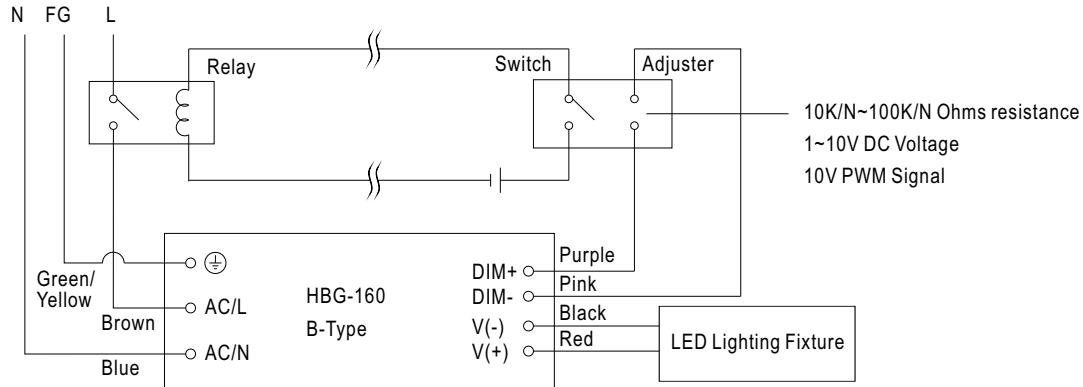 N FG L
Relay
Switch
Adjuster
10K/N~100K/N Ohms resistance
1~10V DC Voltage
10V PWM Signal
Green/
Yellow
Brown
Blue
AC/L
AC/N
HBG-160
B-Type
DIM+
DIM-
V(-)
V(+)
Purple
Pink
Black
Red
LED Lighting Fixture